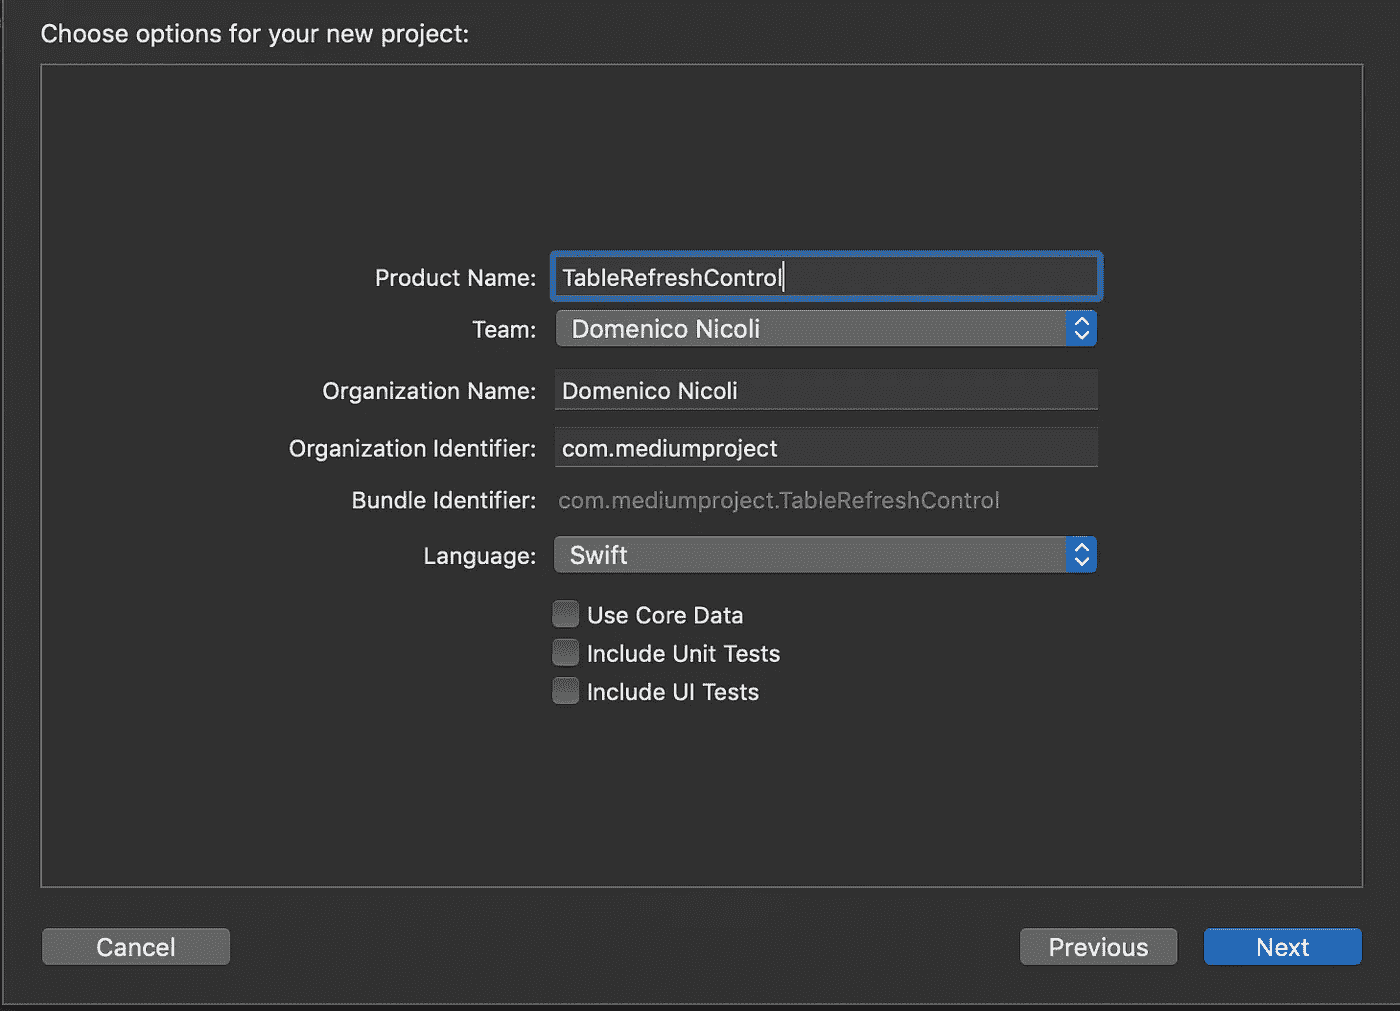 Choose options for your new project:
Product Name: TableRefreshControl
Team: Domenico Nicoli
Organization Name: Domenico Nicoli
Organization Identifier: com.mediumproject
Bundle Identifier: com.mediumproject.TableRefreshControl
Language: Swift
Use Core Data
Include Unit Tests
Include UI Tests
Cancel Previous Next